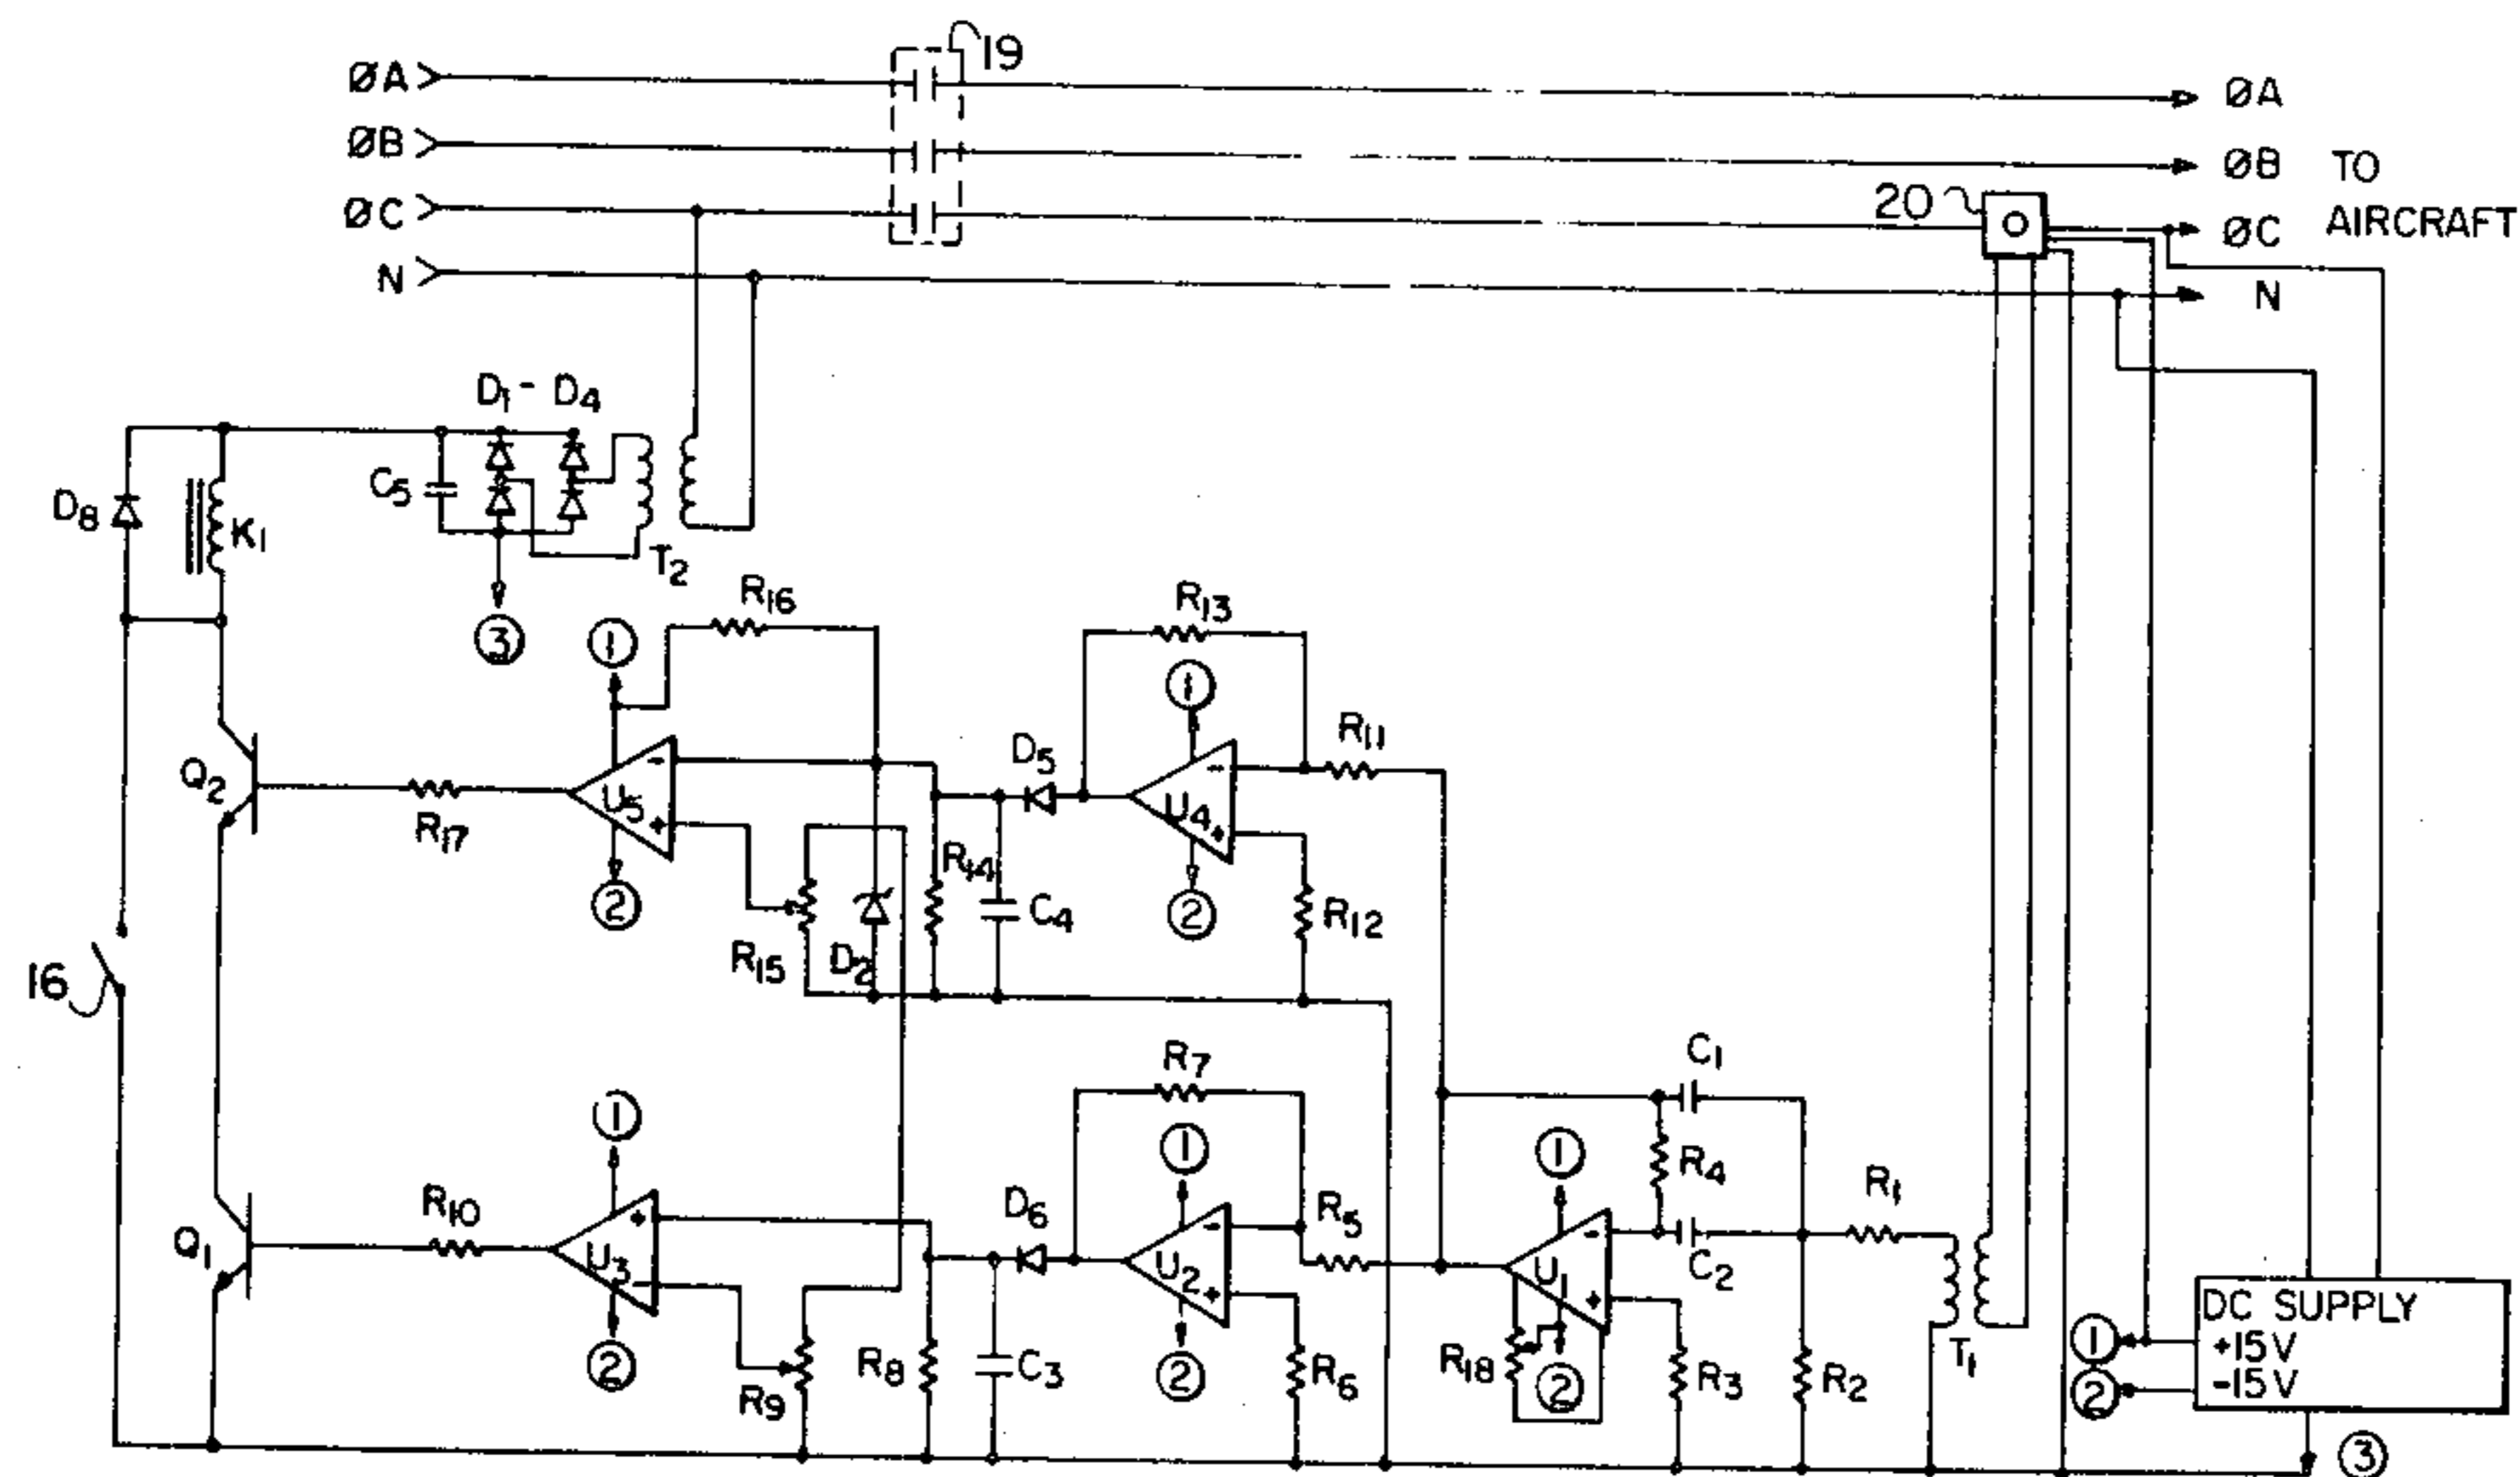 19
ØA ØA
ØB ØB TO
20
ØC ØC AIRCRAFT
N N
D1 - D4
C5
D8
K1
T2
R16
R13
3
1
1
R11
D5
Q2
- -
U5 U4
+ +
R17
R14
2
2
C4
R12
R15
D2
16
C1
R7
1
1
1
R4
R1
R10
D6
R5
Q1
+ - -
U3 U2 U1
- + +
C2
DC SUPPLY
1 +15V
2 -15V
T1
R18
2
2
2
R9
R8
C3
R6
R3
R2
3